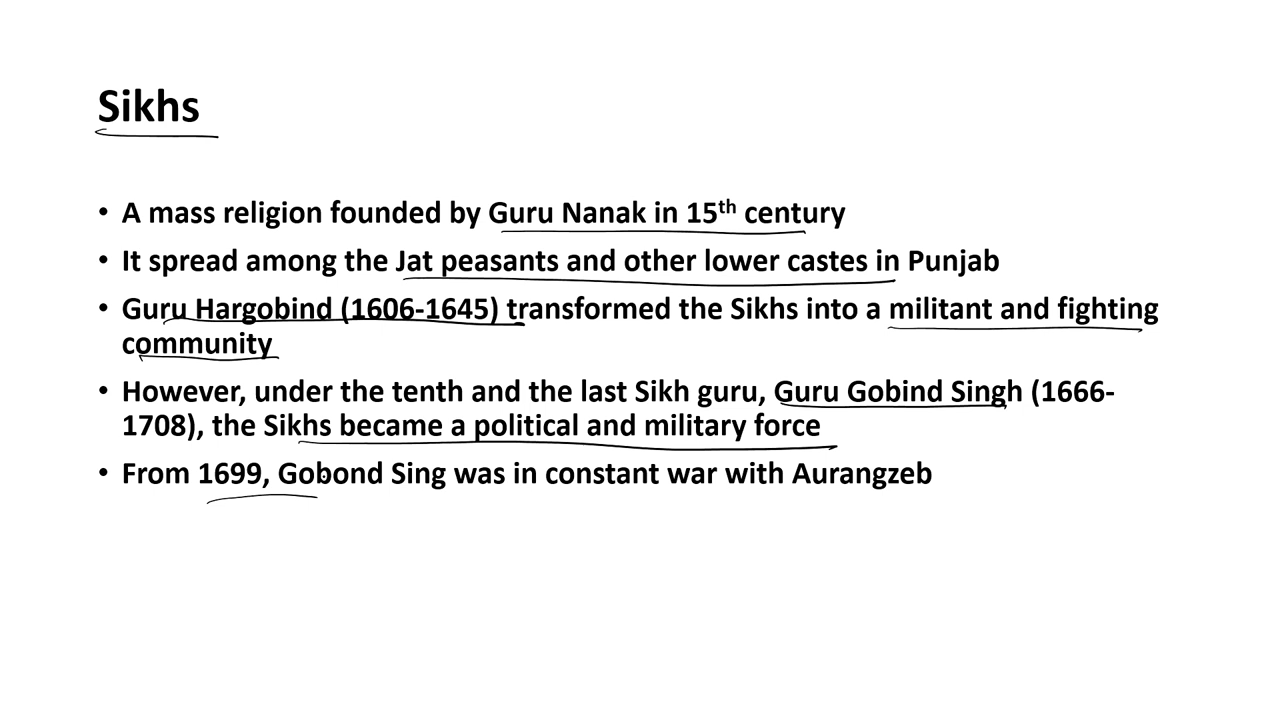 Sikhs
• A mass religion founded by Guru Nanak in 15th century
• It spread among the Jat peasants and other lower castes in Punjab
• Guru Hargobind (1606-1645) transformed the Sikhs into a militant and fighting
community
• However, under the tenth and the last Sikh guru, Guru Gobind Singh (1666-
1708), the Sikhs became a political and military force
• From 1699, Gobond Sing was in constant war with Aurangzeb